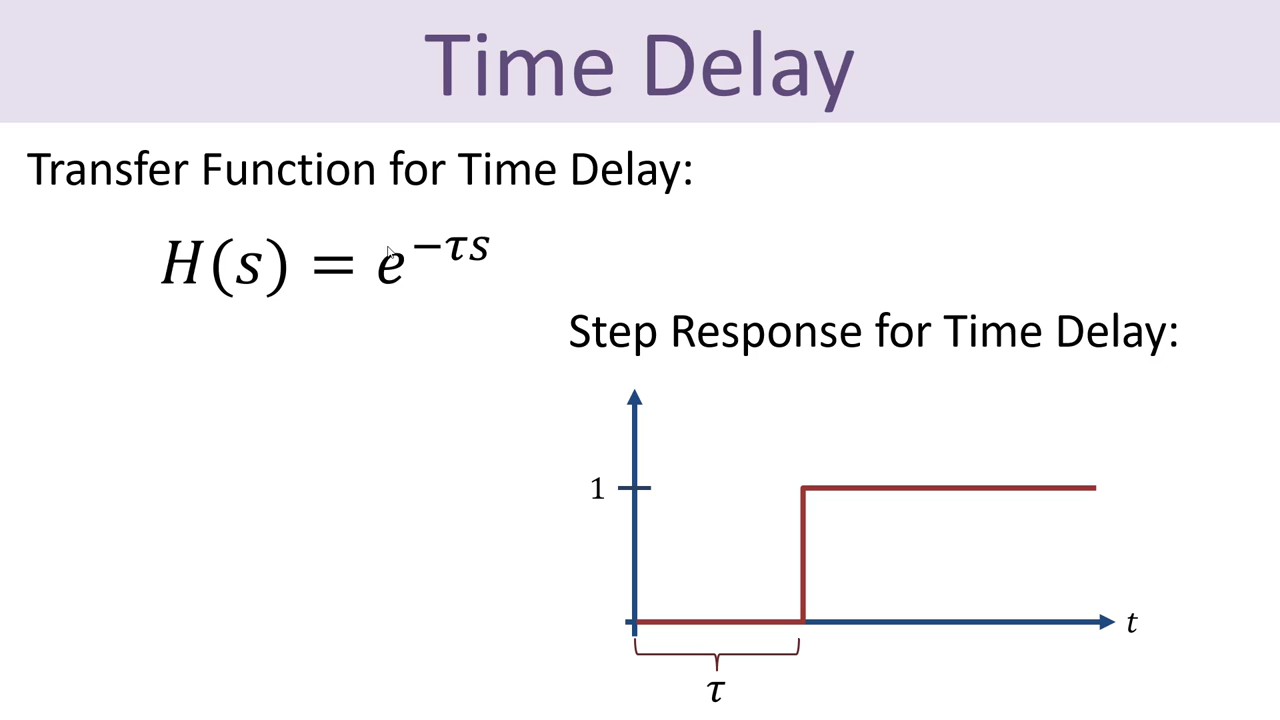 Time Delay
Transfer Function for Time Delay:
H(s) = e^{-τs}
Step Response for Time Delay:
1
t
τ